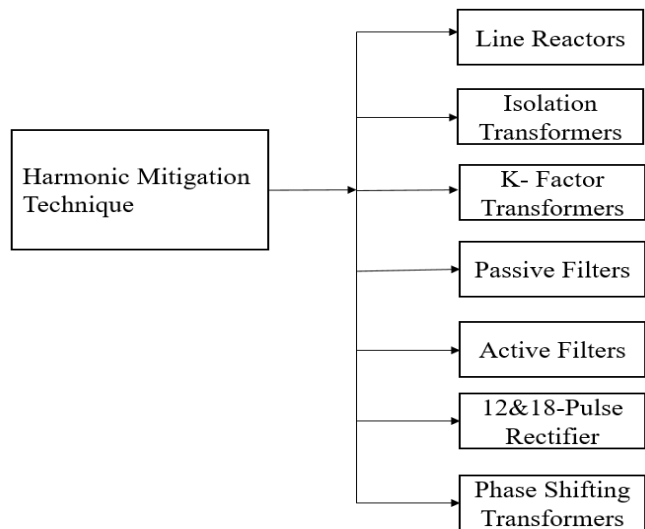 Harmonic Mitigation
Technique
Line Reactors
Isolation
Transformers
K- Factor
Transformers
Passive Filters
Active Filters
12&18-Pulse
Rectifier
Phase Shifting
Transformers